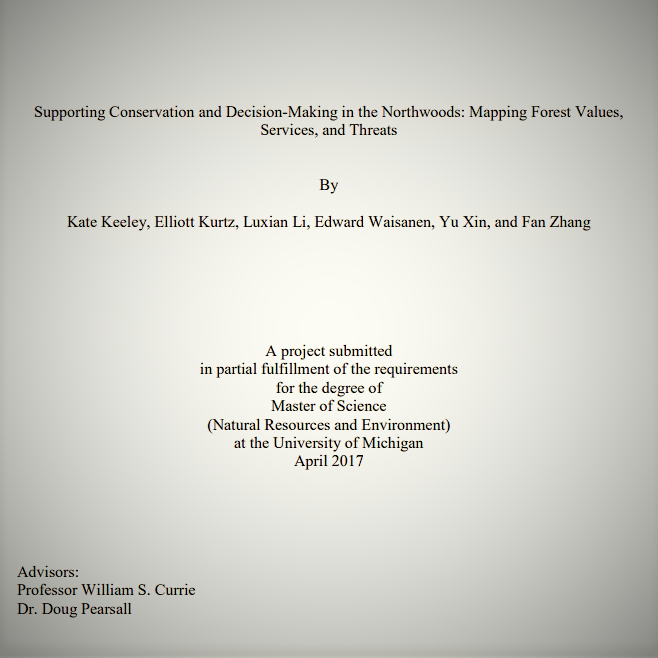 Supporting Conservation and Decision-Making in the Northwoods: Mapping Forest Values,
Services, and Threats
By
Kate Keeley, Elliott Kurtz, Luxian Li, Edward Waisanen, Yu Xin, and Fan Zhang
A project submitted
in partial fulfillment of the requirements
for the degree of
Master of Science
(Natural Resources and Environment)
at the University of Michigan
April 2017
Advisors:
Professor William S. Currie
Dr. Doug Pearsall